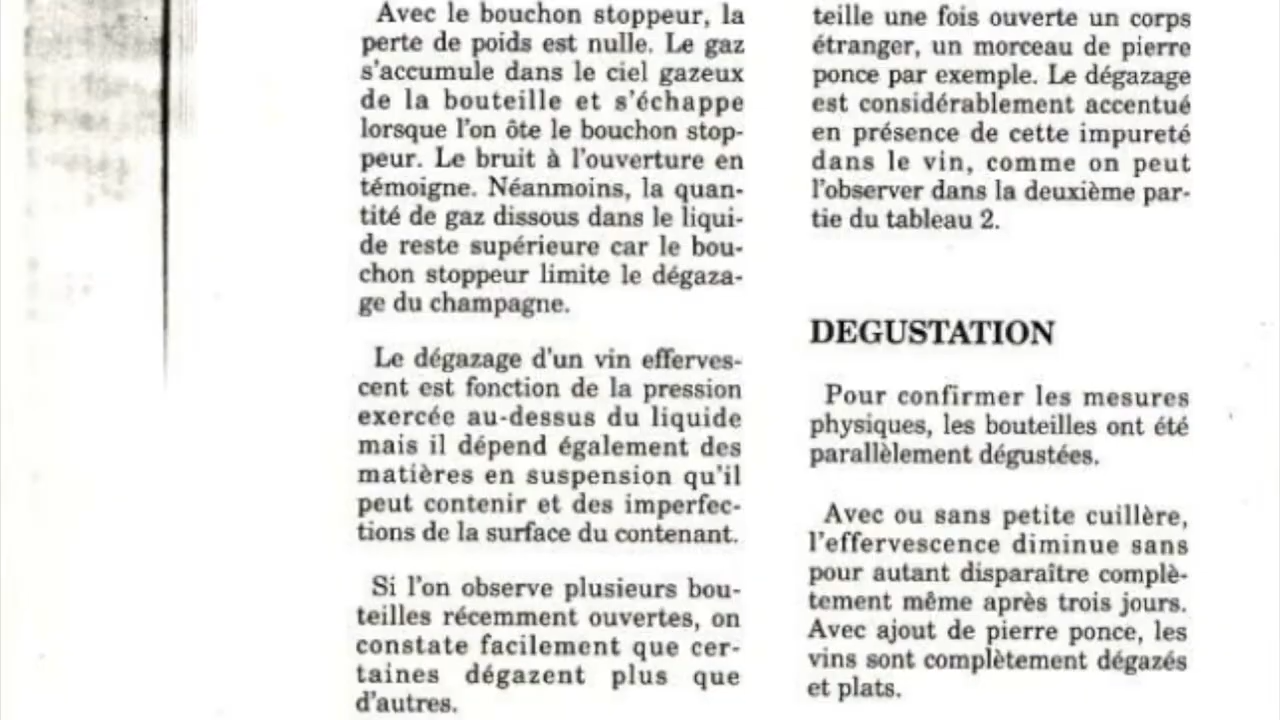 Avec le bouchon stoppeur, la
perte de poids est nulle. Le gaz
s'accumule dans le ciel gazeux
de la bouteille et s'échappe
lorsque l'on ôte le bouchon stop-
peur. Le bruit à l'ouverture en
témoigne. Néanmoins, la quan-
tité de gaz dissous dans le liqui-
de reste supérieure car le bou-
chon stoppeur limite le dégaza-
ge du champagne.
Le dégazage d'un vin efferves-
cent est fonction de la pression
exercée au-dessus du liquide
mais il dépend également des
matières en suspension qu'il
peut contenir et des imperfec-
tions de la surface du contenant.
Si l'on observe plusieurs bou-
teilles récemment ouvertes, on
constate facilement que cer-
taines dégazent plus que
d'autres.
teille une fois ouverte un corps
étranger, un morceau de pierre
ponce par exemple. Le dégazage
est considérablement accentué
en présence de cette impureté
dans le vin, comme on peut
l'observer dans la deuxième par-
tie du tableau 2.
DEGUSTATION
Pour confirmer les mesures
physiques, les bouteilles ont été
parallèlement dégustées.
Avec ou sans petite cuillère,
l'effervescence diminue sans
pour autant disparaître complè-
tement même après trois jours.
Avec ajout de pierre ponce, les
vins sont complètement dégazés
et plats.